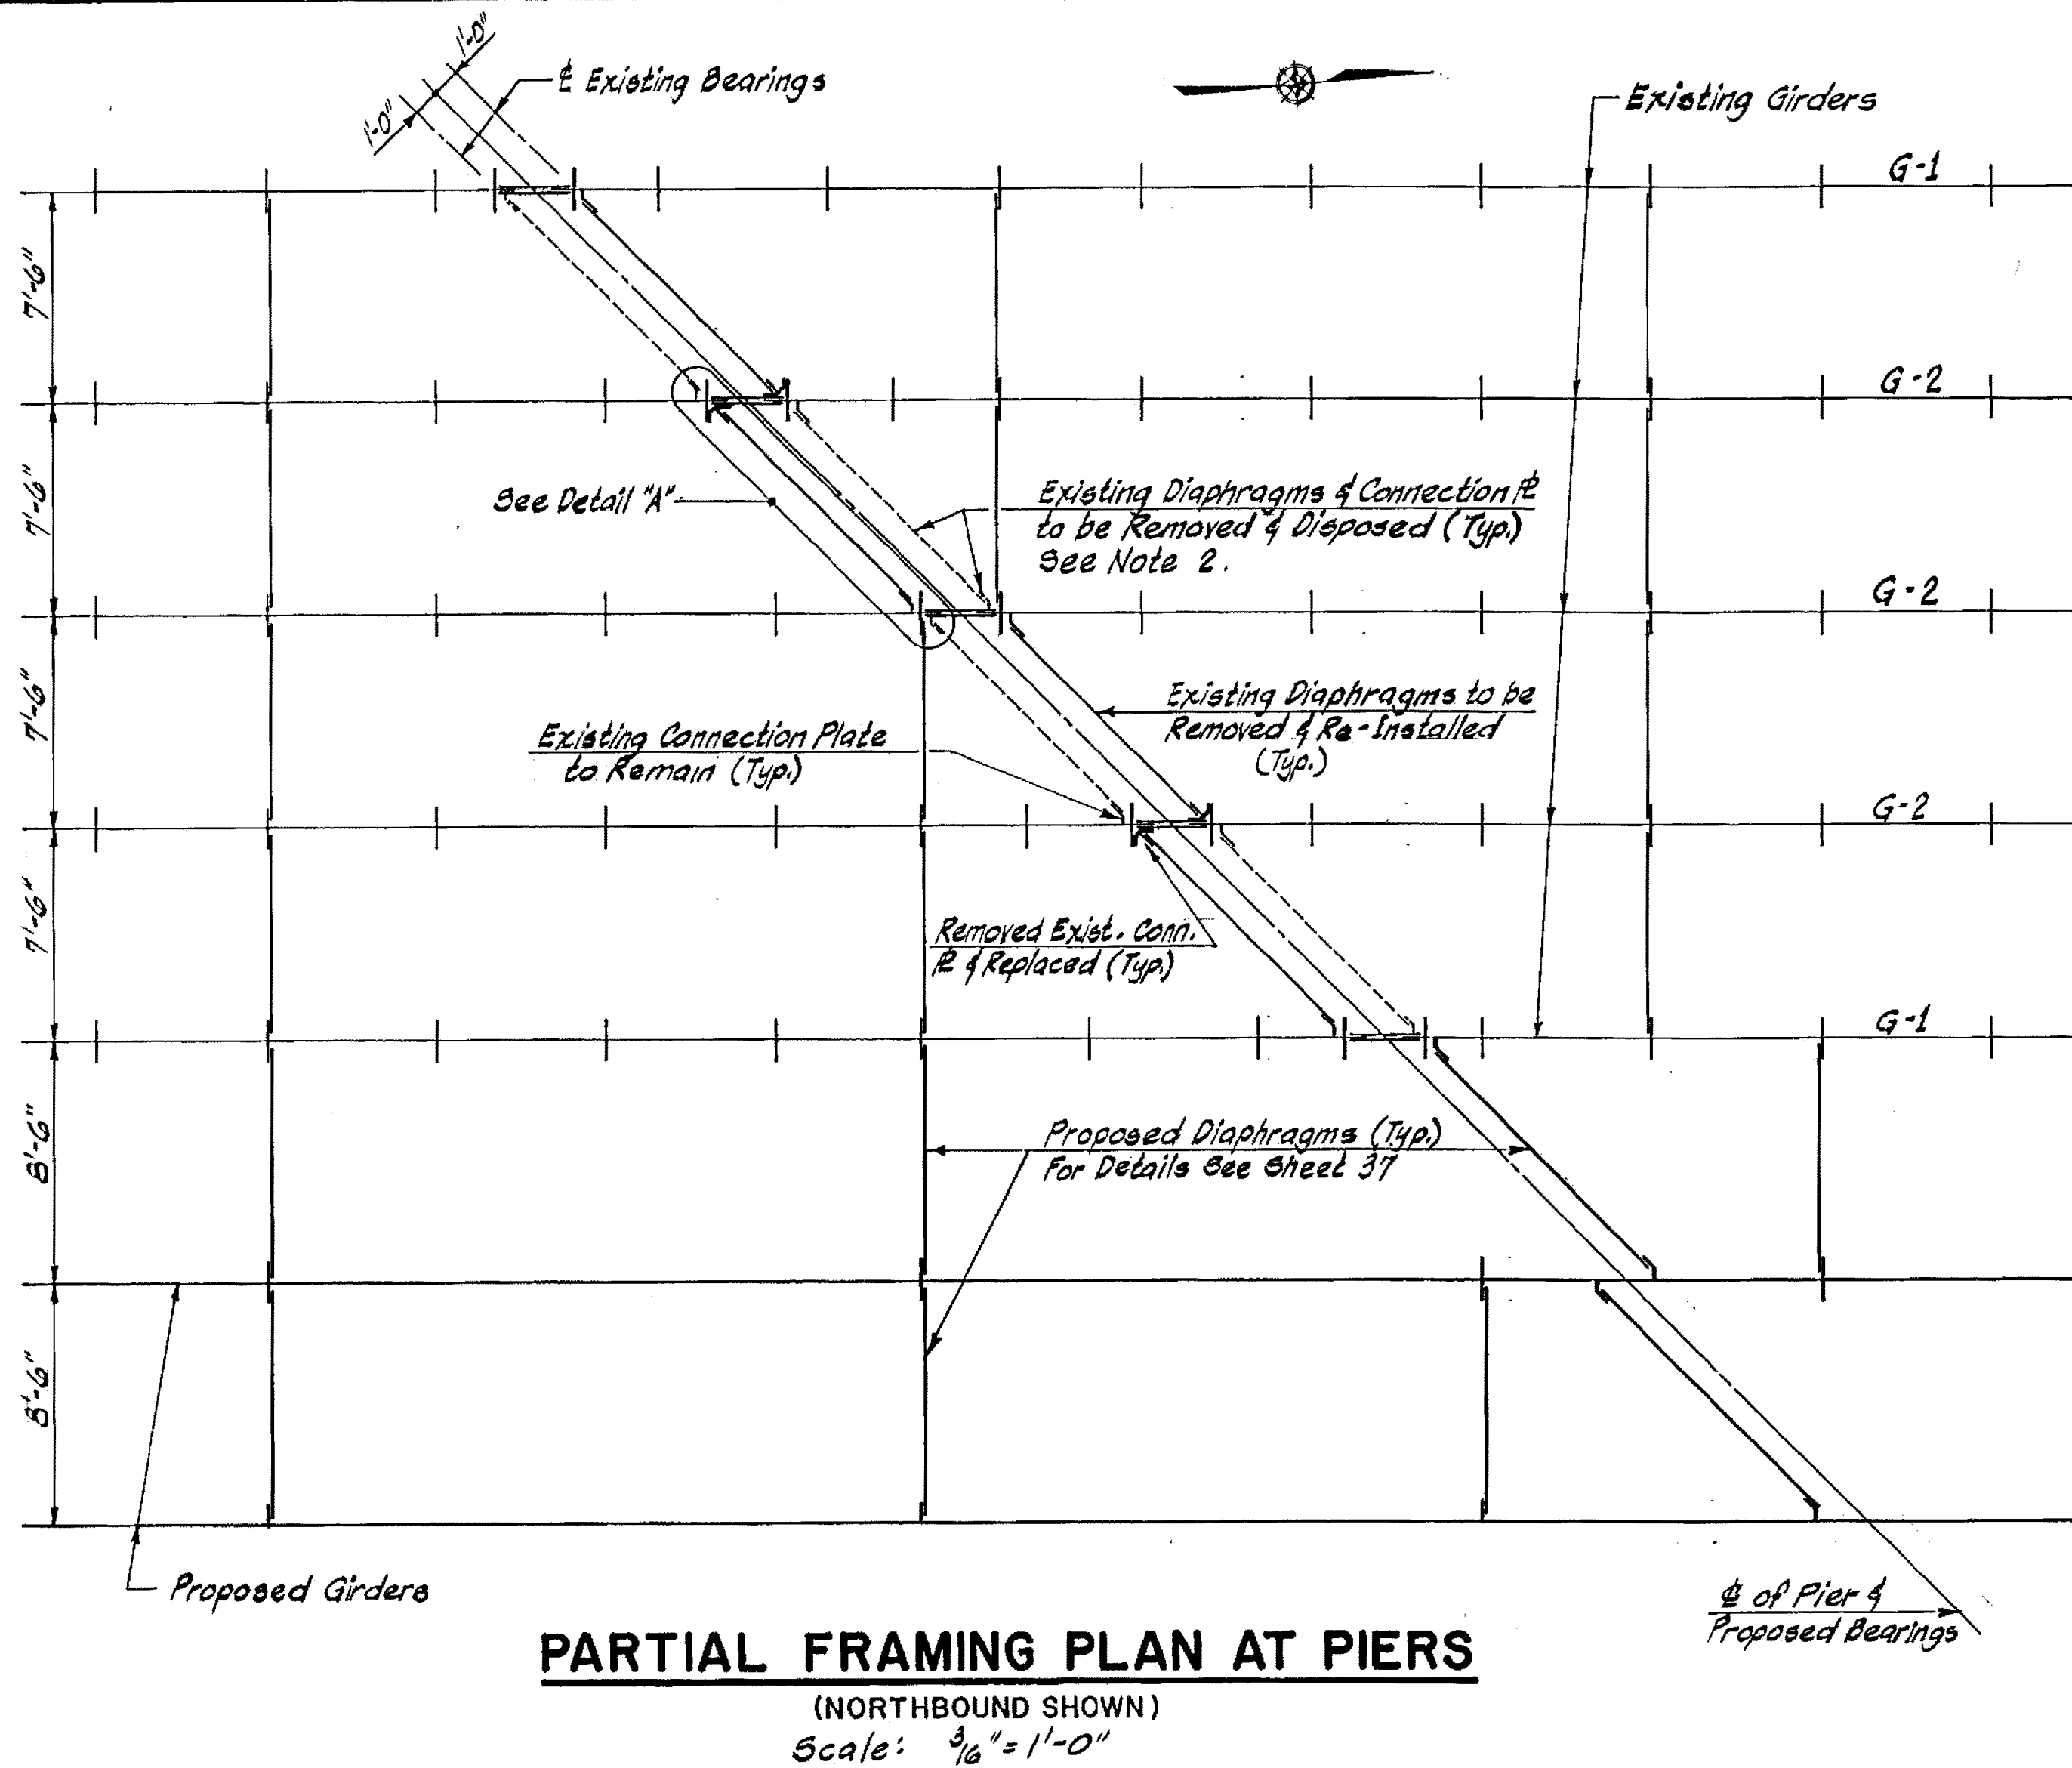 1'-0"
1'-0"
℄ Existing Bearings
Existing Girders
G-1
7'-6"
G-2
7'-6"
See Detail "A"
Existing Diaphragms & Connection ⅊
to be Removed & Disposed (Typ.)
See Note 2.
G-2
7'-6"
Existing Diaphragms to be
Removed & Re-Installed
(Typ.)
Existing Connection Plate
to Remain (Typ.)
G-2
7'-6"
Removed Exist. Conn.
⅊ & Replaced (Typ.)
G-1
8'-6"
Proposed Diaphragms (Typ.)
For Details See Sheet 37
8'-6"
Proposed Girders
℄ of Pier &
Proposed Bearings
PARTIAL FRAMING PLAN AT PIERS
(NORTHBOUND SHOWN)
Scale: 3/16" = 1'-0"